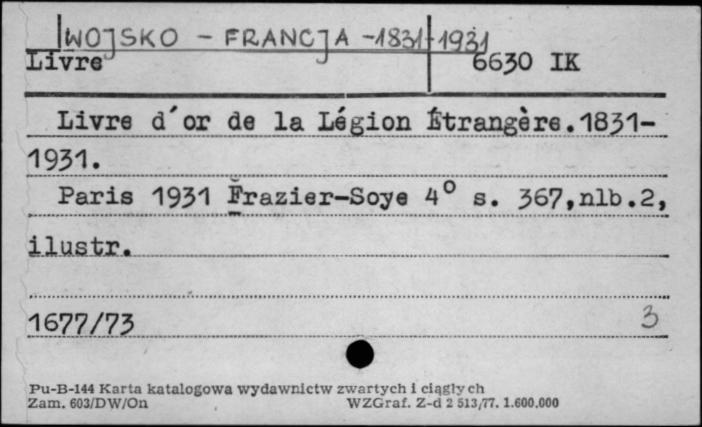 WOJSKO - FRANCJA -1831-1931
Livre 6630 IK
Livre d'or de la Légion Étrangère.1831-
1931.
Paris 1931 Frazier-Soye 4° s. 367,nlb.2,
ilustr.
1677/73 3
Pu-B-144 Karta katalogowa wydawnictw zwartych i ciągłych
Zam. 603/DW/On WZGraf. Z-d 2 513/77. 1.600.000